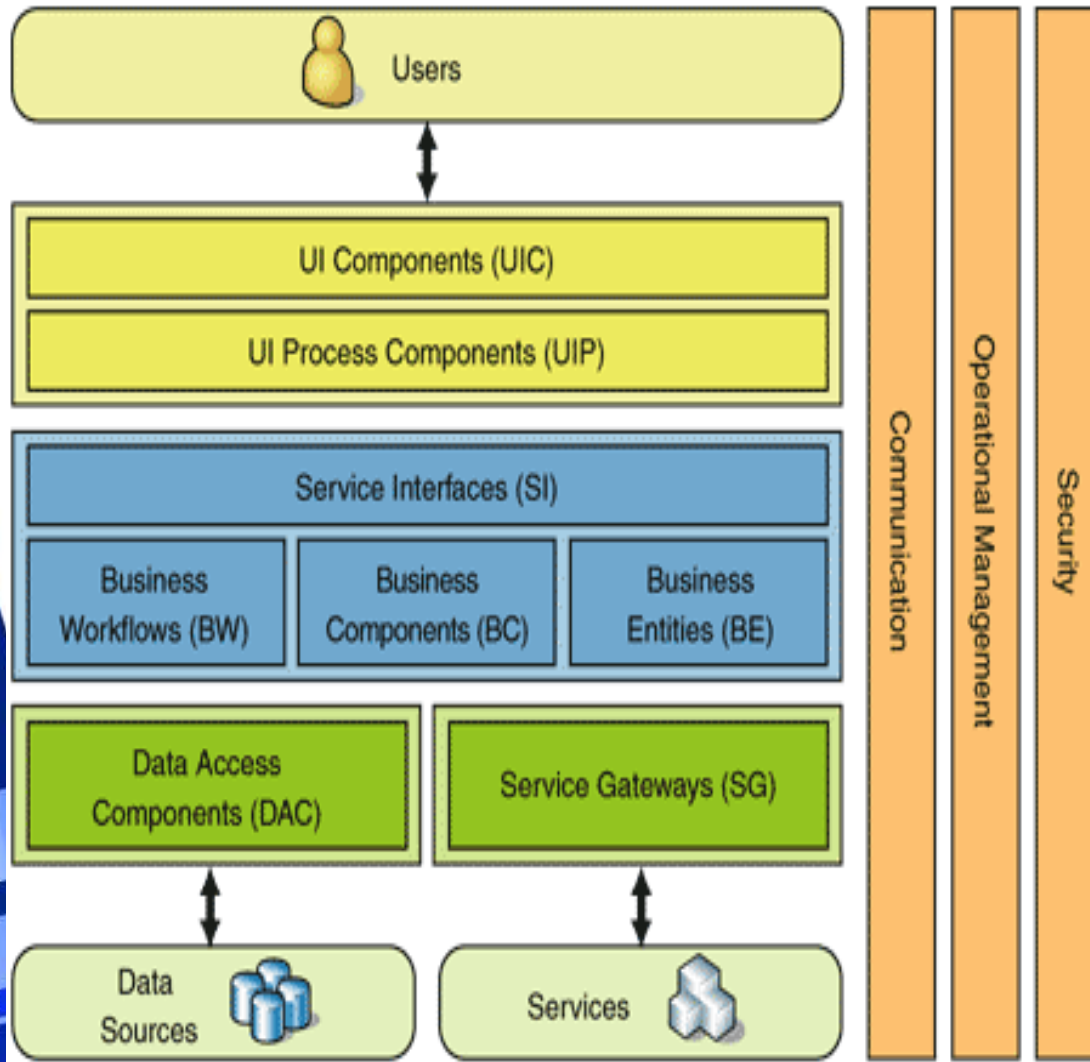 Users
UI Components (UIC)
UI Process Components (UIP)
Service Interfaces (SI)
Business
Workflows (BW)
Business
Components (BC)
Business
Entities (BE)
Data Access
Components (DAC)
Service Gateways (SG)
Data
Sources
Services
Communication
Operational Management
Security